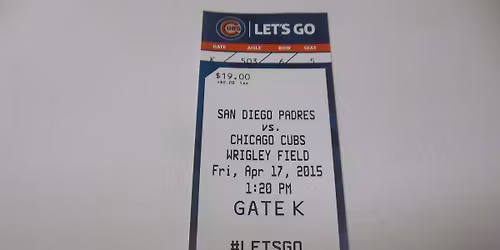 CUBS LET'S GO
GATE AISLE ROW SEAT
K 503 6 5
$19.00
SAN DIEGO PADRES
vs.
CHICAGO CUBS
WRIGLEY FIELD
Fri, Apr 17, 2015
1:20 PM
GATE K
#LETSGO